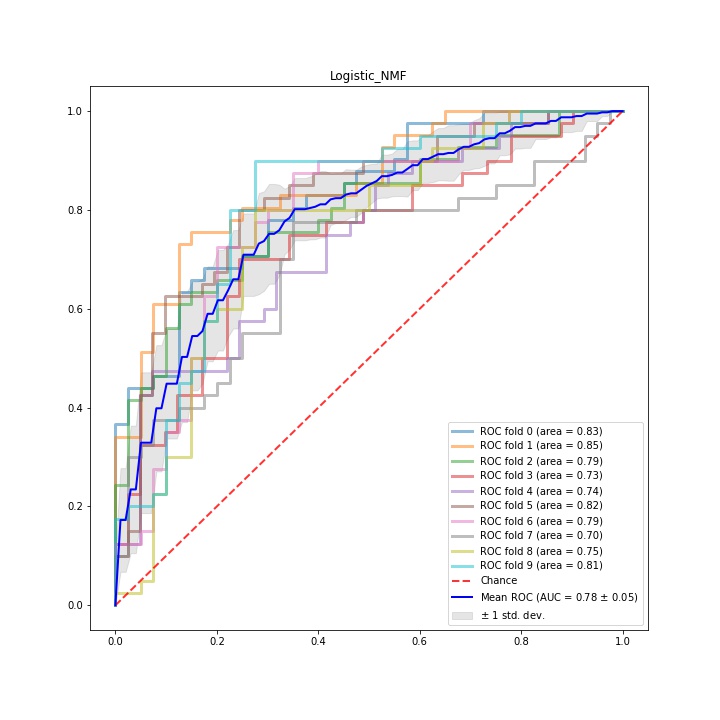 Logistic_NMF
1.0
0.8
0.6
0.4
0.2
0.0
0.0 0.2 0.4 0.6 0.8 1.0
ROC fold 0 (area = 0.83)
ROC fold 1 (area = 0.85)
ROC fold 2 (area = 0.79)
ROC fold 3 (area = 0.73)
ROC fold 4 (area = 0.74)
ROC fold 5 (area = 0.82)
ROC fold 6 (area = 0.79)
ROC fold 7 (area = 0.70)
ROC fold 8 (area = 0.75)
ROC fold 9 (area = 0.81)
Chance
Mean ROC (AUC = 0.78 ± 0.05)
± 1 std. dev.